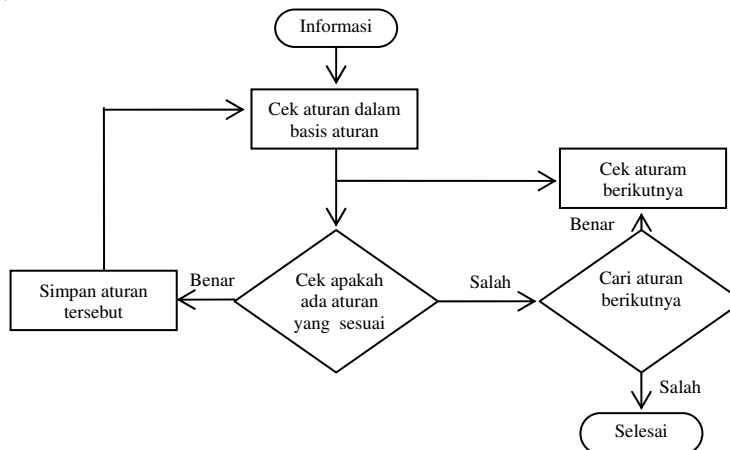 Informasi
Cek aturan dalam
basis aturan
Cek aturam
berikutnya
Benar
Simpan aturan
tersebut
Benar
Cek apakah
ada aturan
yang sesuai
Salah
Cari aturan
berikutnya
Salah
Selesai